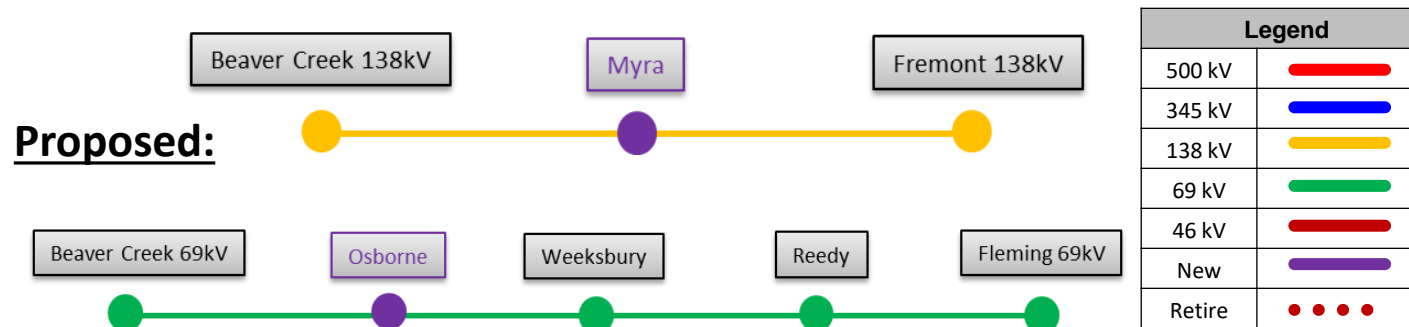 Beaver Creek 138kV
Myra
Fremont 138kV
Proposed:
Beaver Creek 69kV
Osborne
Weeksbury
Reedy
Fleming 69kV
Legend
500 kV
345 kV
138 kV
69 kV
46 kV
New
Retire